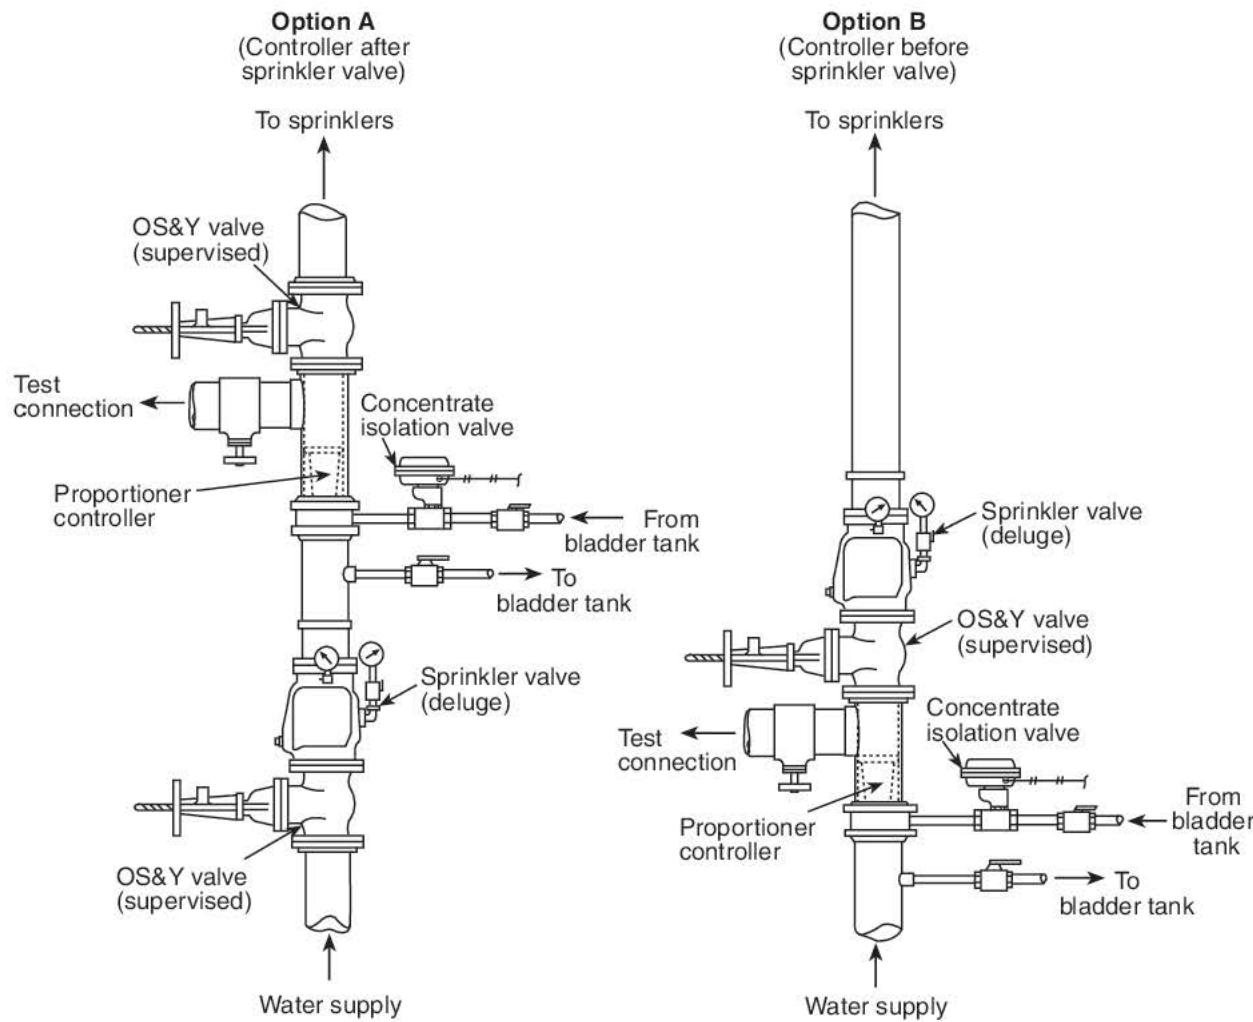 Option A
(Controller after
sprinkler valve)
To sprinklers
OS&Y valve
(supervised)
Test
connection
Concentrate
isolation valve
Proportioner
controller
From
bladder tank
To
bladder tank
Sprinkler valve
(deluge)
OS&Y valve
(supervised)
Water supply
Option B
(Controller before
sprinkler valve)
To sprinklers
Sprinkler valve
(deluge)
OS&Y valve
(supervised)
Concentrate
isolation valve
Test
connection
From
bladder
tank
Proportioner
controller
To
bladder tank
Water supply